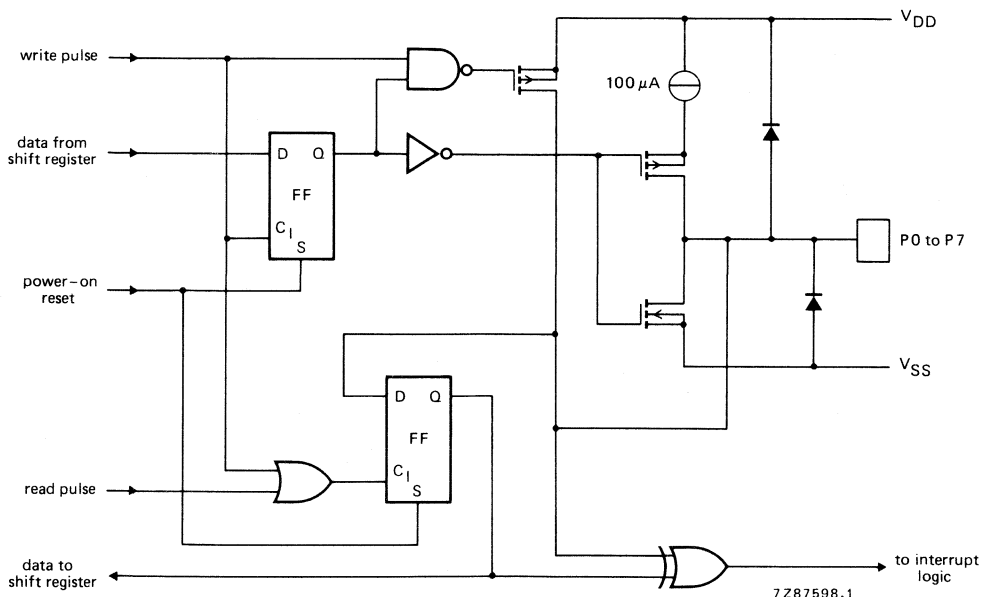 write pulse
V_DD
100 μA
data from
shift register
D Q
FF
C_I
S
P0 to P7
power-on
reset
V_SS
D Q
FF
C_I
S
read pulse
data to
shift register
to interrupt
logic
7Z87598.1